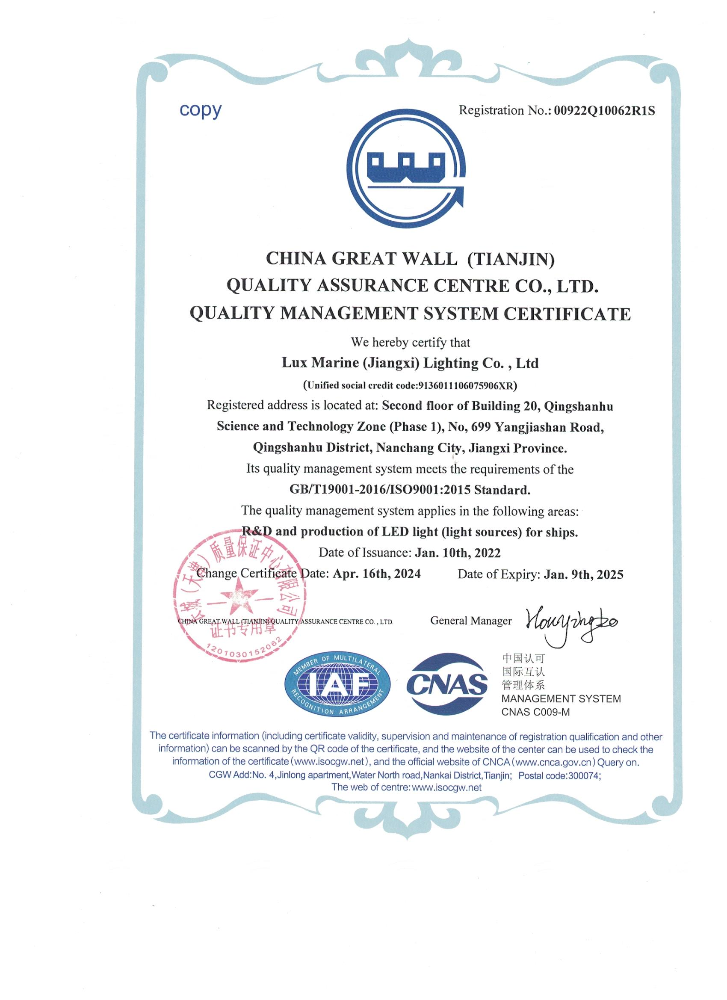 copy
Registration No.: 00922Q10062R1S
CHINA GREAT WALL (TIANJIN)
QUALITY ASSURANCE CENTRE CO., LTD.
QUALITY MANAGEMENT SYSTEM CERTIFICATE
We hereby certify that
Lux Marine (Jiangxi) Lighting Co. , Ltd
(Unified social credit code:9136011106075906XR)
Registered address is located at: Second floor of Building 20, Qingshanhu
Science and Technology Zone (Phase 1), No, 699 Yangjiashan Road,
Qingshanhu District, Nanchang City, Jiangxi Province.
Its quality management system meets the requirements of the
GB/T19001-2016/ISO9001:2015 Standard.
The quality management system applies in the following areas:
R&D and production of LED light (light sources) for ships.
Date of Issuance: Jan. 10th, 2022
Change Certificate Date: Apr. 16th, 2024 Date of Expiry: Jan. 9th, 2025
长城(天津)质量保证中心有限公司
CHINA GREAT WALL (TIANJIN) QUALITY ASSURANCE CENTRE CO. , LTD.
General Manager Houyingbo
证书专用章
1201030152062
MEMBER OF MULTILATERAL
IAF
RECOGNITION ARRANGEMENT
CNAS
中国认可
国际互认
管理体系
MANAGEMENT SYSTEM
CNAS C009-M
The certificate information (including certificate validity, supervision and maintenance of registration qualification and other
information) can be scanned by the QR code of the certificate, and the website of the center can be used to check the
information of the certificate (www.isocgw.net), and the official website of CNCA (www.cnca.gov.cn) Query on.
CGW Add:No. 4,Jinlong apartment,Water North road,Nankai District,Tianjin; Postal code:300074;
The web of centre:www.isocgw.net